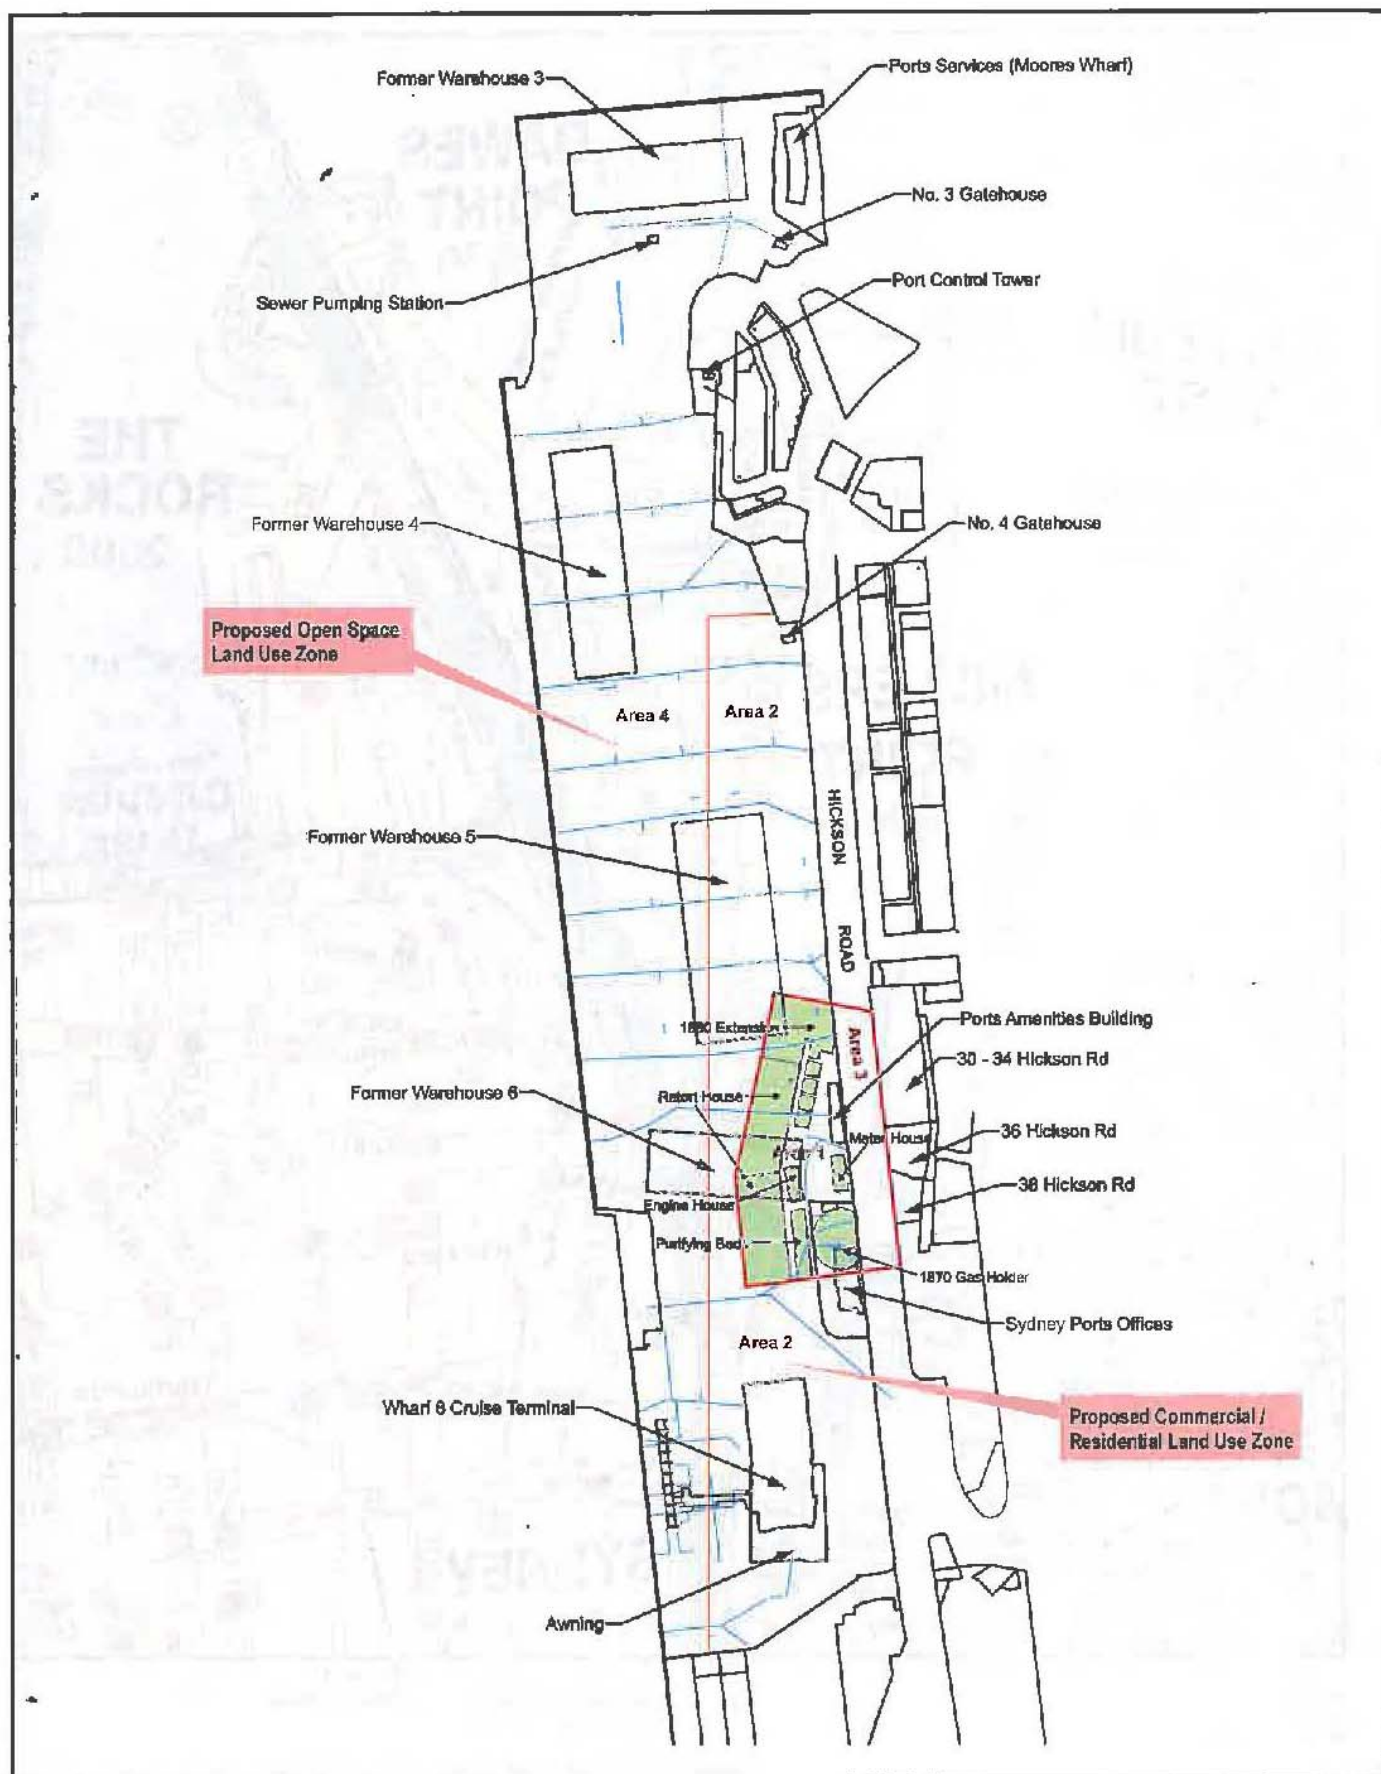 Former Warehouse 3
Ports Services (Moores Wharf)
No. 3 Gatehouse
Port Control Tower
Sewer Pumping Station
Former Warehouse 4
No. 4 Gatehouse
Proposed Open Space
Land Use Zone
Area 4
Area 2
HICKSON
ROAD
Former Warehouse 5
1880 Extension
Area 3
Ports Amenities Building
30 - 34 Hickson Rd
Former Warehouse 6
Retort House
36 Hickson Rd
Meter House
38 Hickson Rd
Engine House
Purifying Bed
1870 Gas Holder
Sydney Ports Offices
Area 2
Wharf 8 Cruise Terminal
Proposed Commercial /
Residential Land Use Zone
Awning